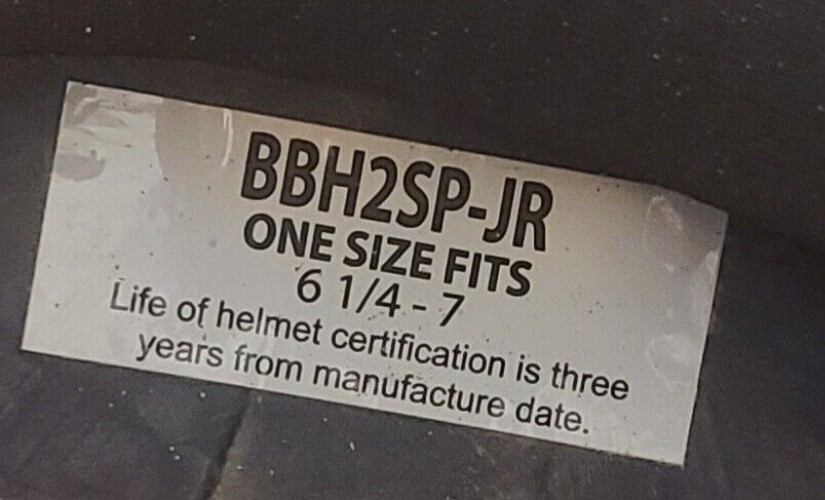 BBH2SP-JR
ONE SIZE FITS
6 1/4 - 7
Life of helmet certification is three
years from manufacture date.